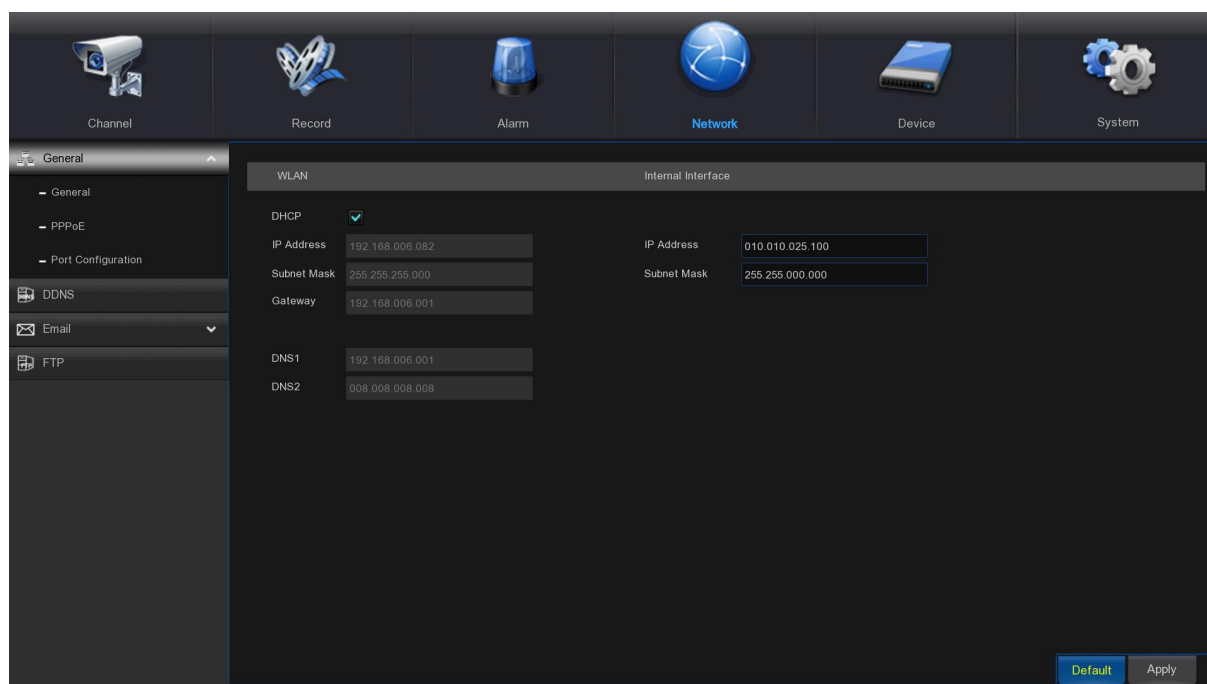 Channel Record Alarm Network Device System
General
General
PPPoE
Port Configuration
DDNS
Email
FTP
WLAN Internal Interface
DHCP
IP Address 192.168.006.082 IP Address 010.010.025.100
Subnet Mask 255.255.255.000 Subnet Mask 255.255.000.000
Gateway 192.168.006.001
DNS1 192.168.006.001
DNS2 008.008.008.008
Default Apply